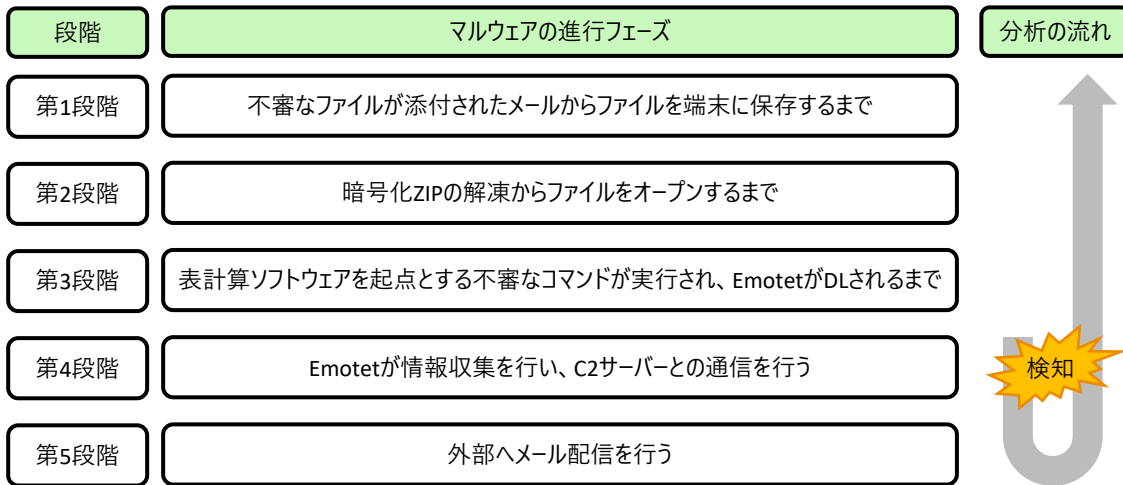 段階
マルウェアの進行フェーズ
分析の流れ
第1段階
不審なファイルが添付されたメールからファイルを端末に保存するまで
第2段階
暗号化ZIPの解凍からファイルをオープンするまで
第3段階
表計算ソフトウェアを起点とする不審なコマンドが実行され、EmotetがDLされるまで
第4段階
Emotetが情報収集を行い、C2サーバーとの通信を行う
検知
第5段階
外部へメール配信を行う